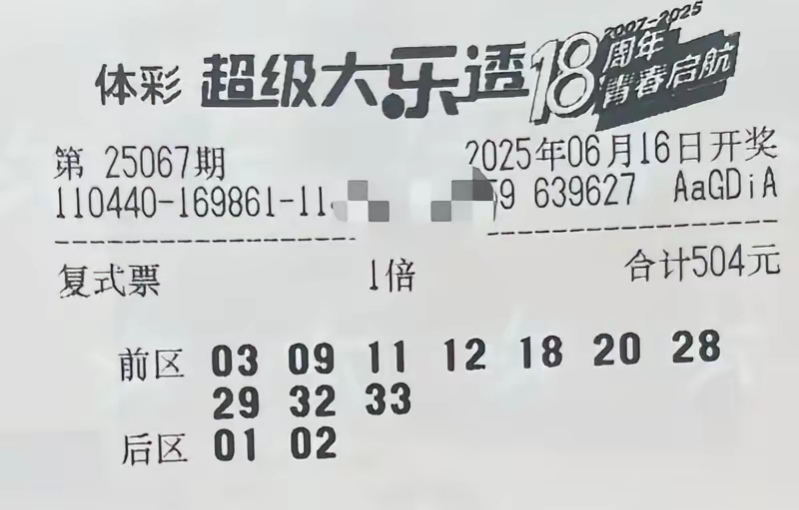 体彩 超级大乐透 18周年 2007-2025 青春启航
第 25067期 2025年06月16日开奖
110440-169861-11 59 639627 AaGDiA
复式票 1倍 合计504元
前区 03 09 11 12 18 20 28
29 32 33
后区 01 02